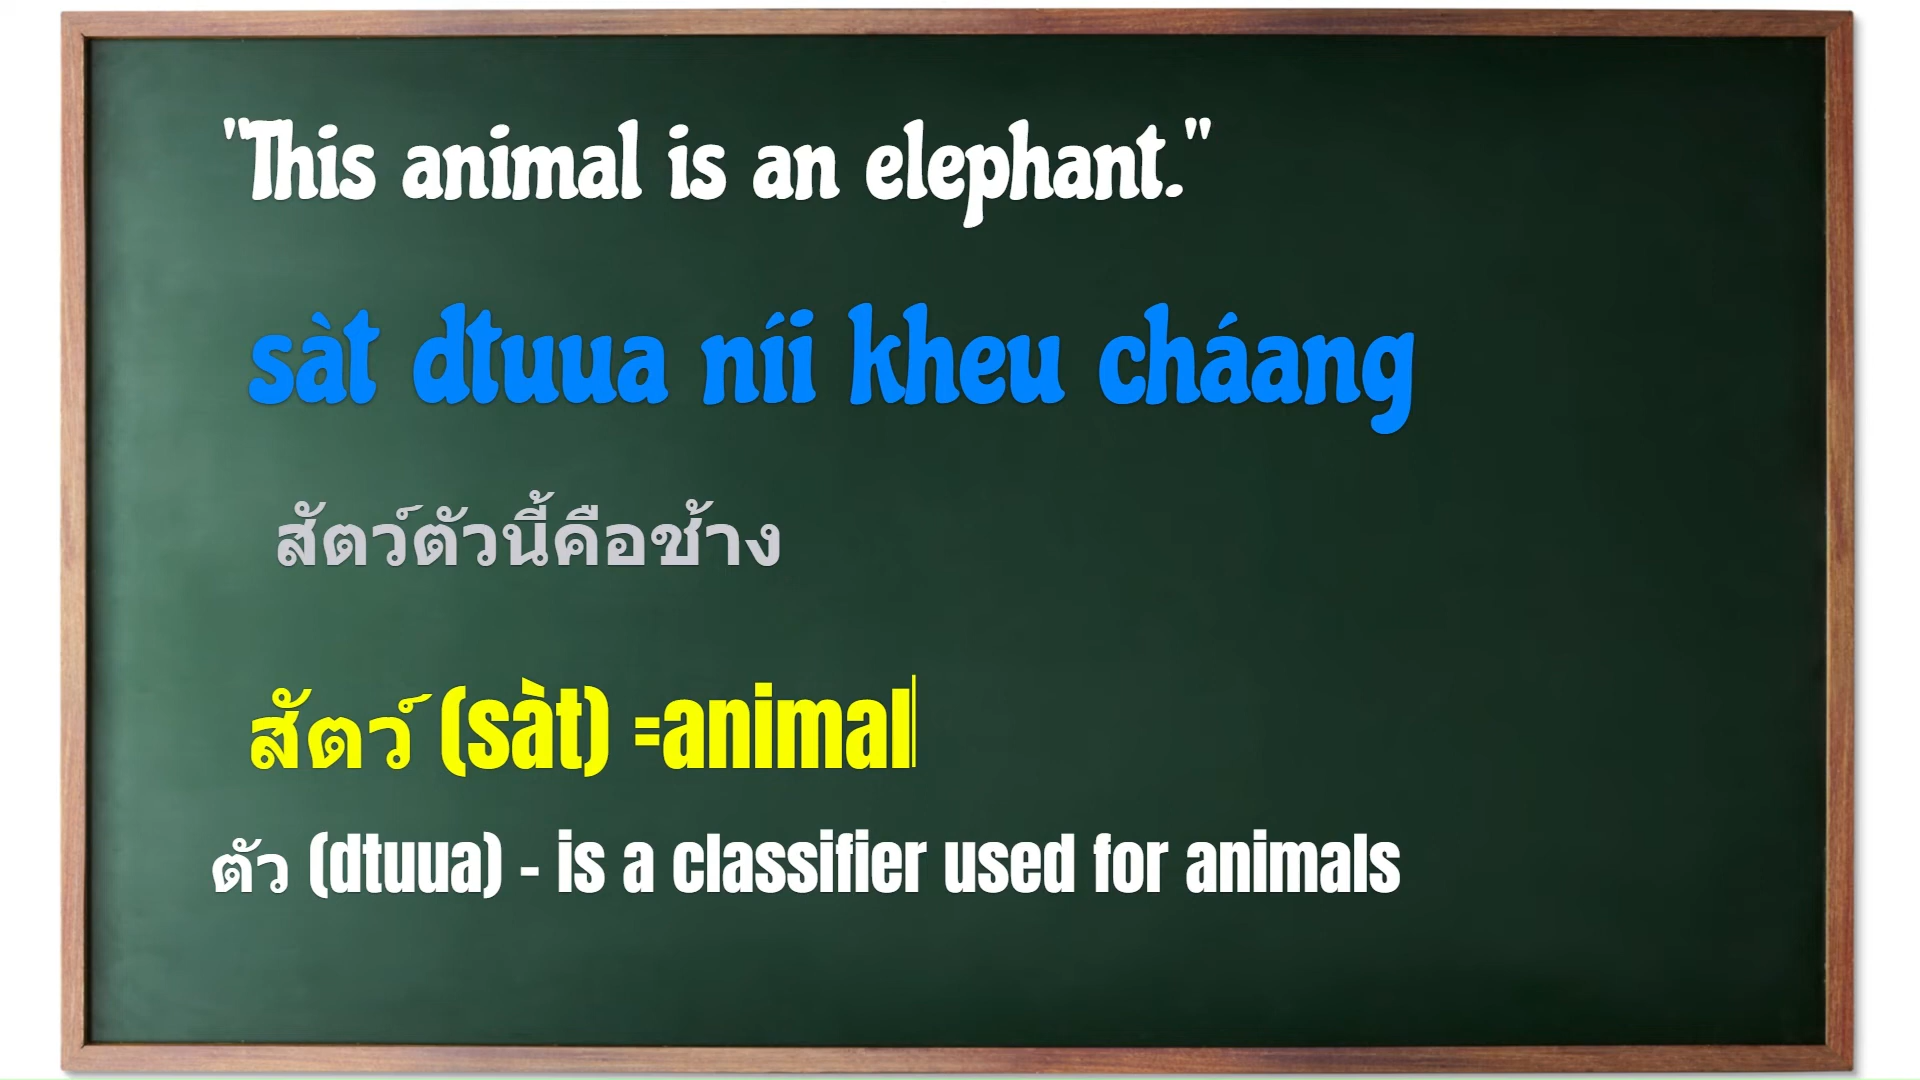 "This animal is an elephant."
sàt dtuua níi kheu cháang
สัตว์ตัวนี้คือช้าง
สัตว์ (sàt) =animal
ตัว (dtuua) - is a classifier used for animals